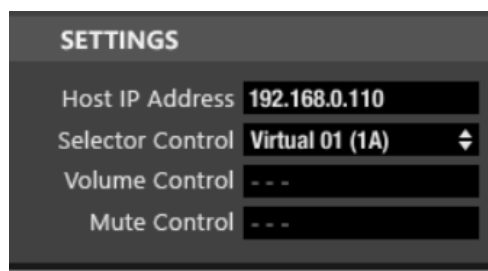 SETTINGS
Host IP Address 192.168.0.110
Selector Control Virtual 01 (1A)
Volume Control - - -
Mute Control - - -